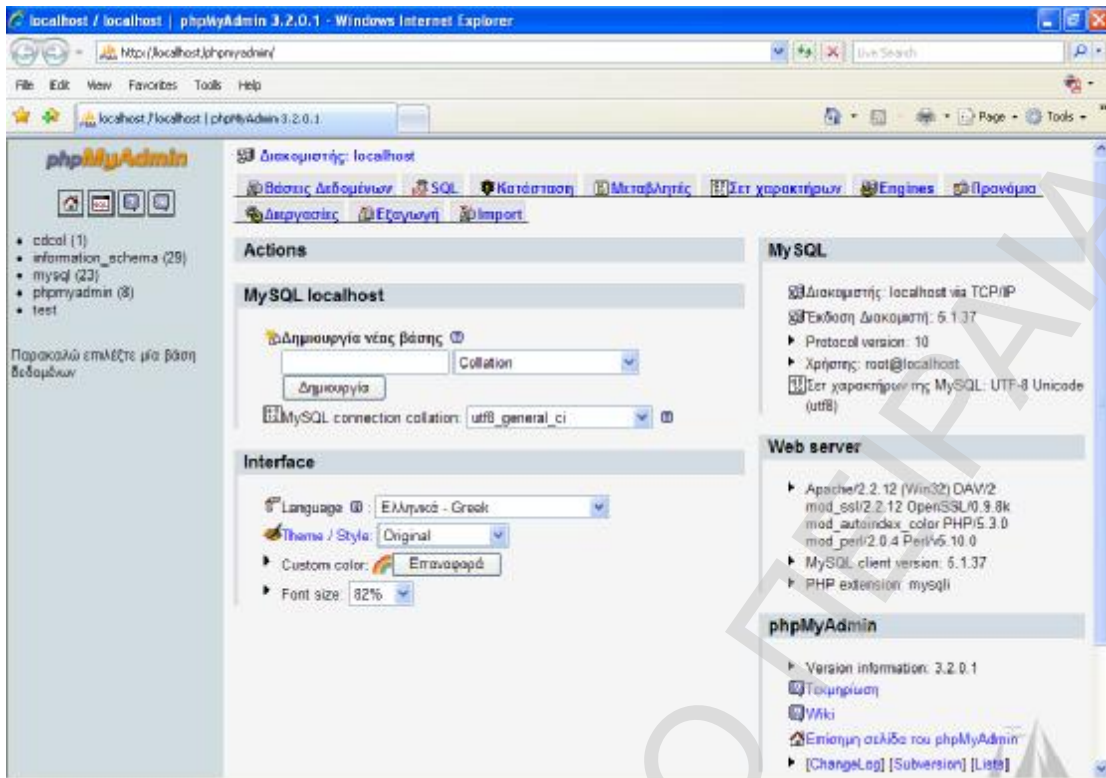 localhost / localhost | phpMyAdmin 3.2.0.1 - Windows Internet Explorer
http://localhost/phpmyadmin/
Live Search
File Edit View Favorites Tools Help
localhost / localhost | phpMyAdmin 3.2.0.1
Page Tools
phpMyAdmin
Διακομιστής: localhost
Βάσεις Δεδομένων SQL Κατάσταση Μεταβλητές Σετ χαρακτήρων Engines Προνόμια
Διεργασίες Εξαγωγή Import
cdcol (1)
information_schema (29)
mysql (23)
phpmyadmin (8)
test
Παρακαλώ επιλέξτε μία βάση
δεδομένων
Actions
MySQL localhost
Δημιουργία νέας βάσης
Collation
Δημιουργία
MySQL connection collation: utf8_general_ci
Interface
Language : Ελληνικά - Greek
Theme / Style: Original
Custom color: Επαναφορά
Font size: 82%
MySQL
Διακομιστής: localhost via TCP/IP
Έκδοση Διακομιστή: 5.1.37
Protocol version: 10
Χρήστης: root@localhost
Σετ χαρακτήρων της MySQL: UTF-8 Unicode
(utf8)
Web server
Apache/2.2.12 (Win32) DAV/2
mod_ssl/2.2.12 OpenSSL/0.9.8k
mod_autoindex_color PHP/5.3.0
mod_perl/2.0.4 Perl/v5.10.0
MySQL client version: 5.1.37
PHP extension: mysqli
phpMyAdmin
Version information: 3.2.0.1
Τεκμηρίωση
Wiki
Επίσημη σελίδα του phpMyAdmin
[ChangeLog] [Subversion] [Lists]
Ο ΠΕΙΡΑΙΑ